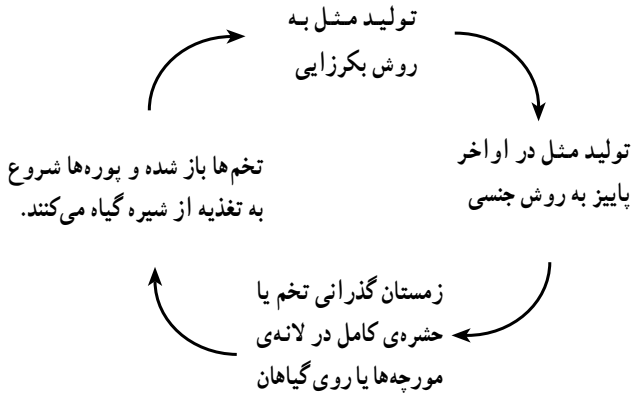 تولید مثل به
روش بکرزایی
تولید مثل در اواخر
پاییز به روش جنسی
زمستان گذرانی تخم یا
حشره‌ی کامل در لانه‌ی
مورچه‌ها یا روی گیاهان
تخم‌ها باز شده و پوره‌ها شروع
به تغذیه از شیره گیاه می‌کنند.